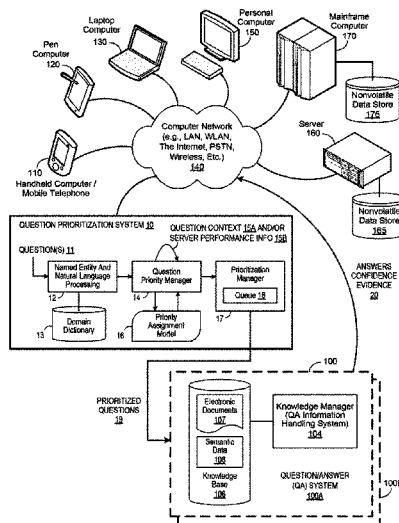 Laptop
Computer
130
Personal
Computer
150
Mainframe
Computer
170
Pen
Computer
120
Nonvolatile
Data Store
175
Computer Network
(e.g., LAN, WLAN,
The Internet, PSTN,
Wireless, Etc.)
140
Server
160
110
Handheld Computer /
Mobile Telephone
Nonvolatile
Data Store
165
QUESTION PRIORITIZATION SYSTEM 10
QUESTION CONTEXT 15A AND/OR
SERVER PERFORMANCE INFO 15B
QUESTION(S) 11
Named Entity And
Natural Language
Processing
12
Question
Priority Manager
14
Prioritization
Manager
Queue 18
17
13
Domain
Dictionary
16
Priority
Assignment
Model
ANSWERS
CONFIDENCE
EVIDENCE
20
100
PRIORITIZED
QUESTIONS
19
Electronic
Documents
107
Semantic
Data
108
Knowledge
Base
106
Knowledge Manager
(QA Information
Handling System)
104
QUESTION/ANSWER
(QA) SYSTEM
100A